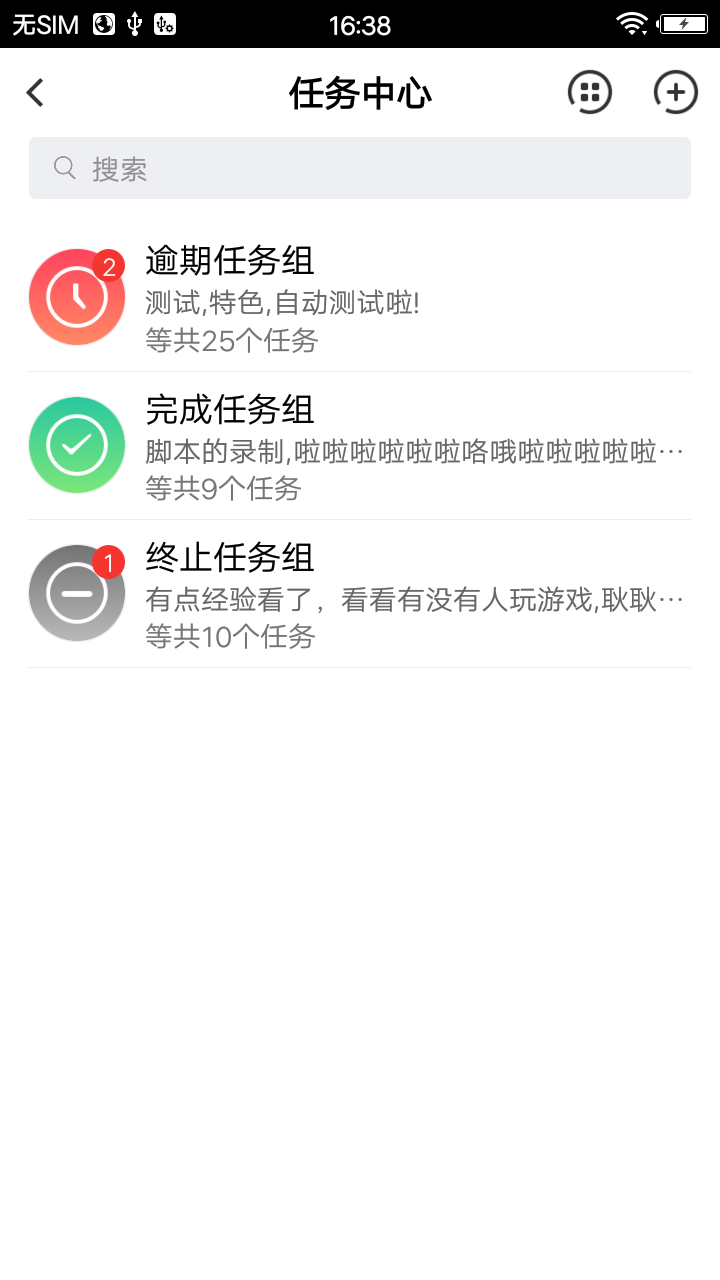 无SIM 16:38
任务中心
搜索
2
逾期任务组
测试,特色,自动测试啦!
等共25个任务
完成任务组
脚本的录制,啦啦啦啦啦啦咯哦啦啦啦啦啦…
等共9个任务
1
终止任务组
有点经验看了，看看有没有人玩游戏,耿耿…
等共10个任务